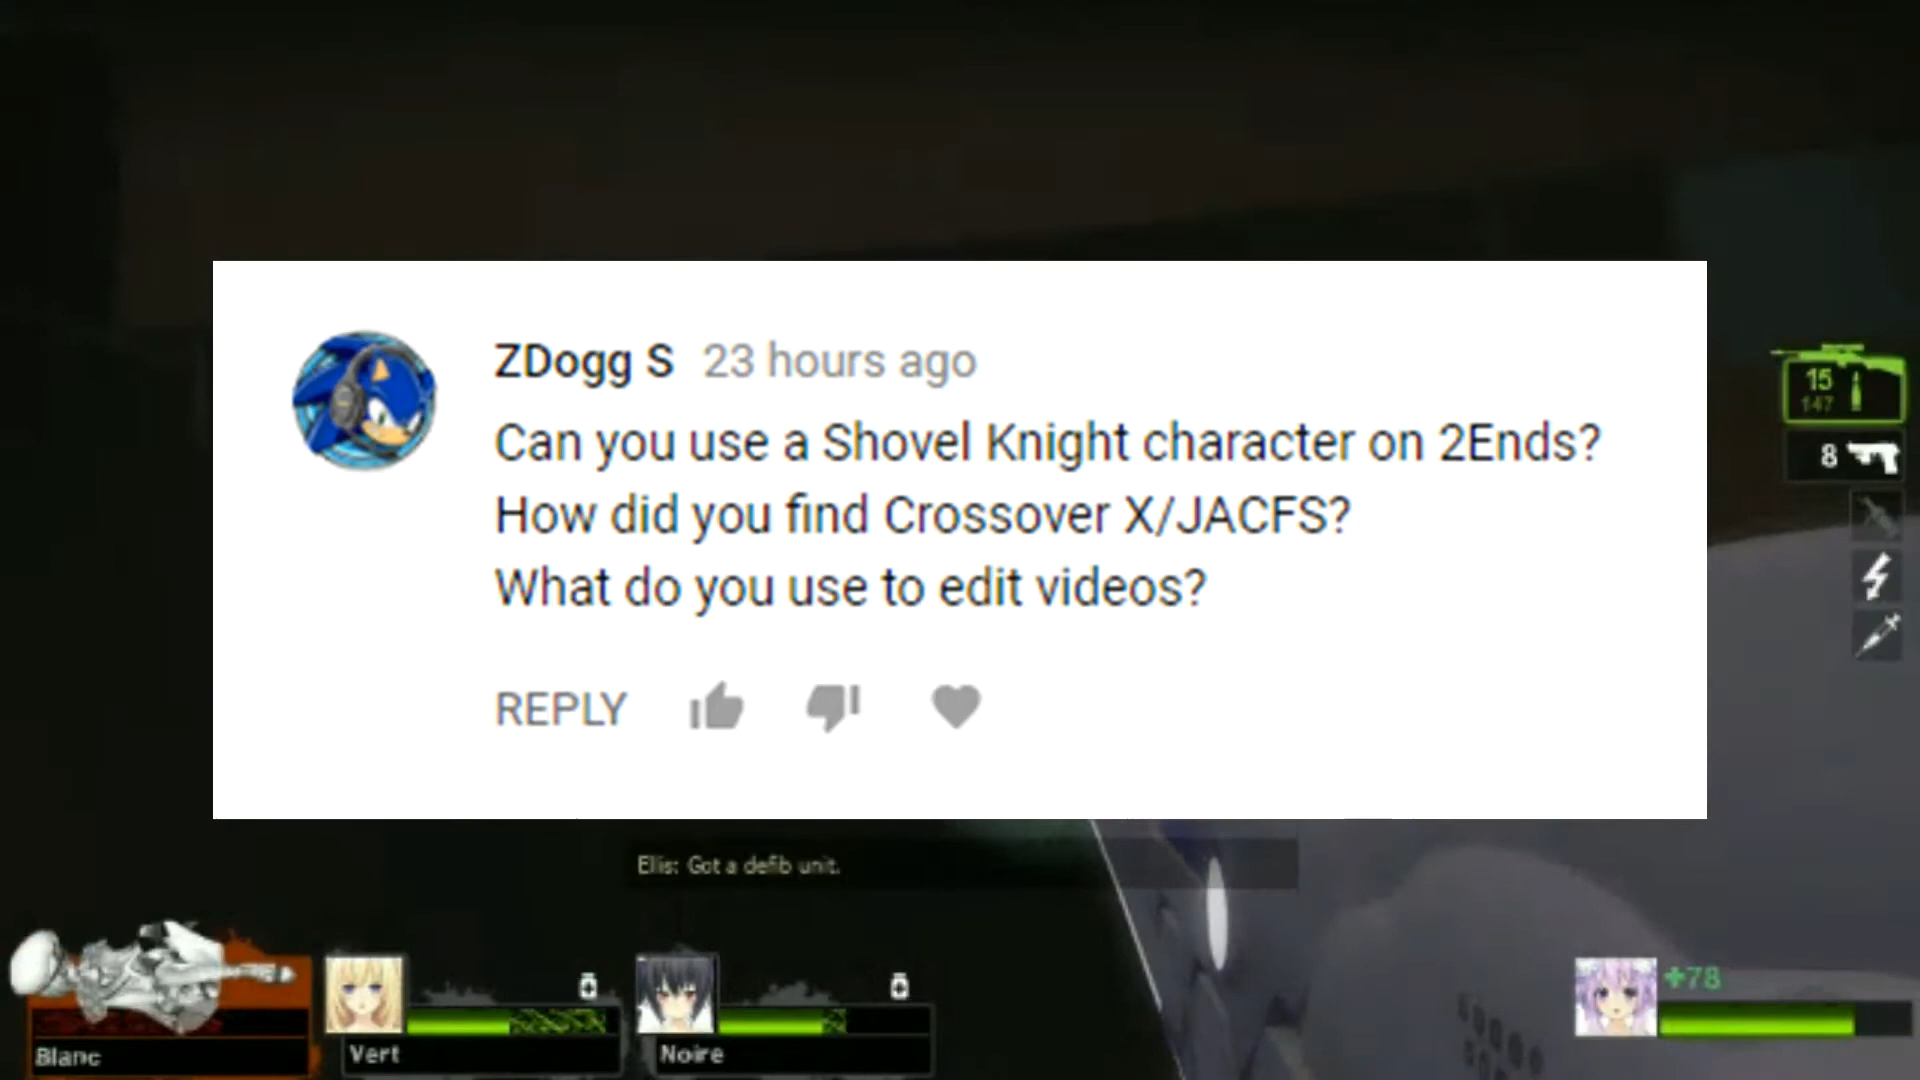 ZDogg S 23 hours ago
Can you use a Shovel Knight character on 2Ends?
How did you find Crossover X/JACFS?
What do you use to edit videos?
REPLY
15
147
8
Ellis: Got a defib unit.
+78
Blanc
Vert
Noire